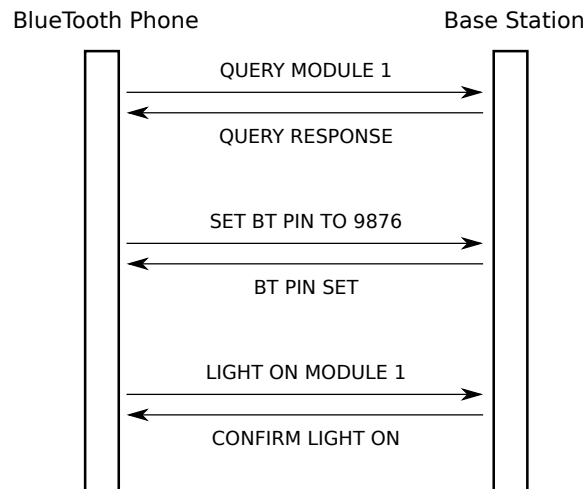 BlueTooth Phone
Base Station
QUERY MODULE 1
QUERY RESPONSE
SET BT PIN TO 9876
BT PIN SET
LIGHT ON MODULE 1
CONFIRM LIGHT ON